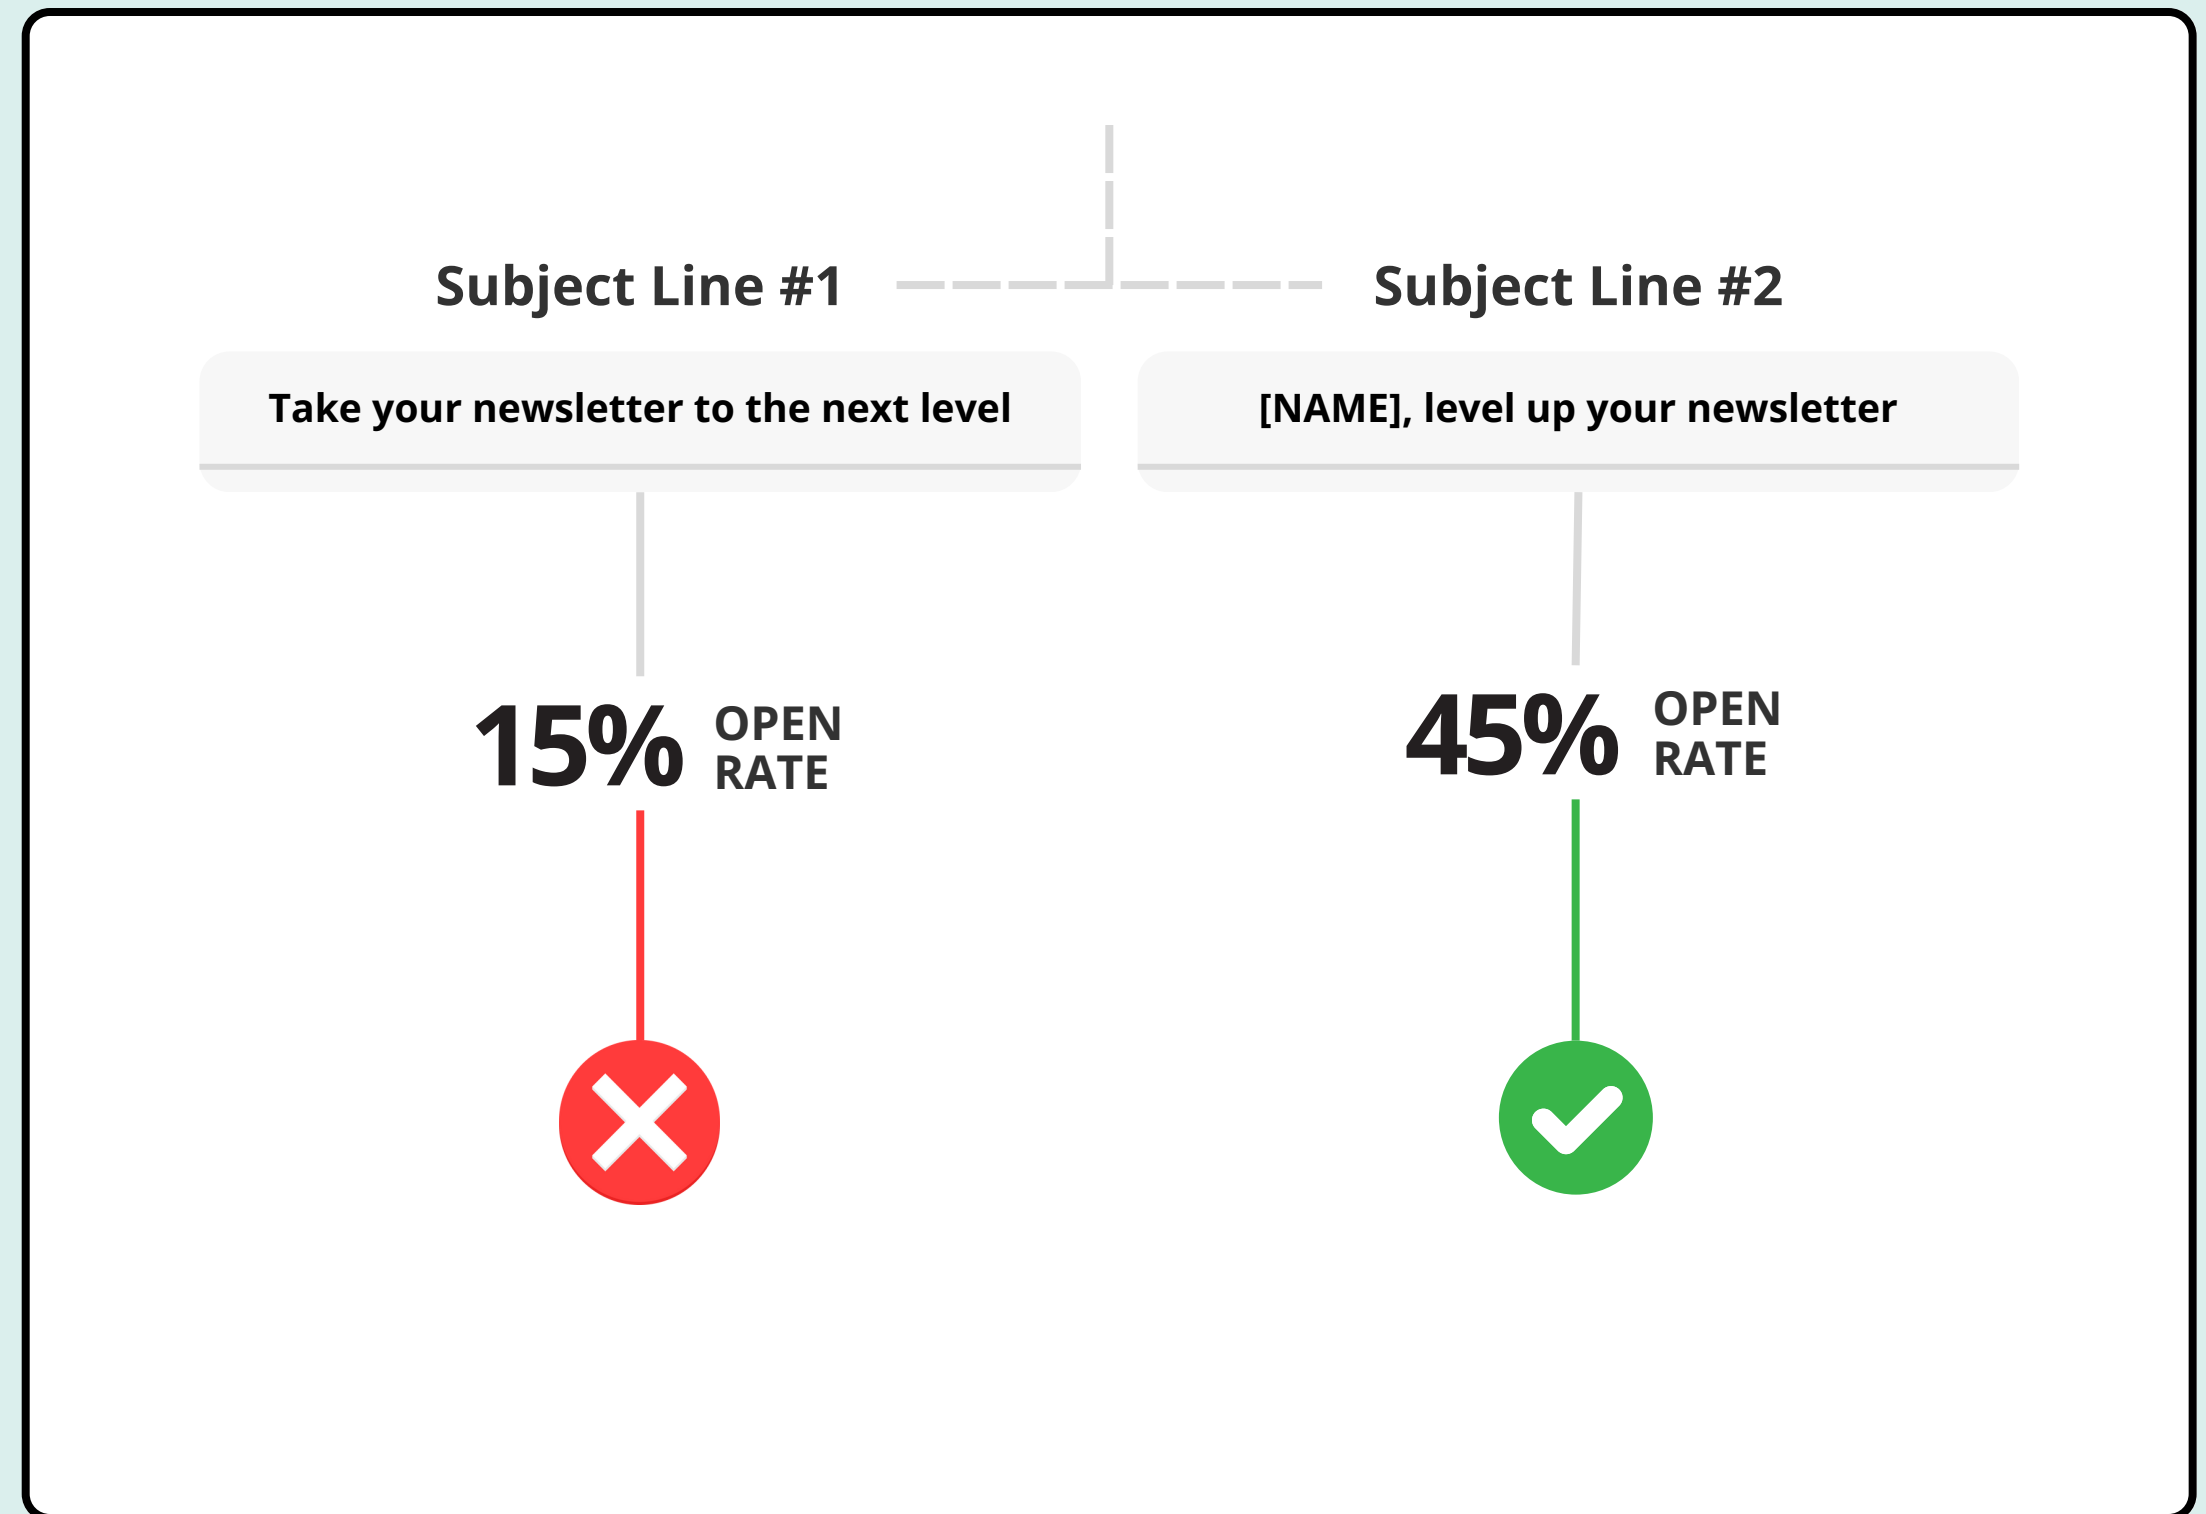 Subject Line #1
Subject Line #2
Take your newsletter to the next level
[NAME], level up your newsletter
15% OPEN
RATE
45% OPEN
RATE